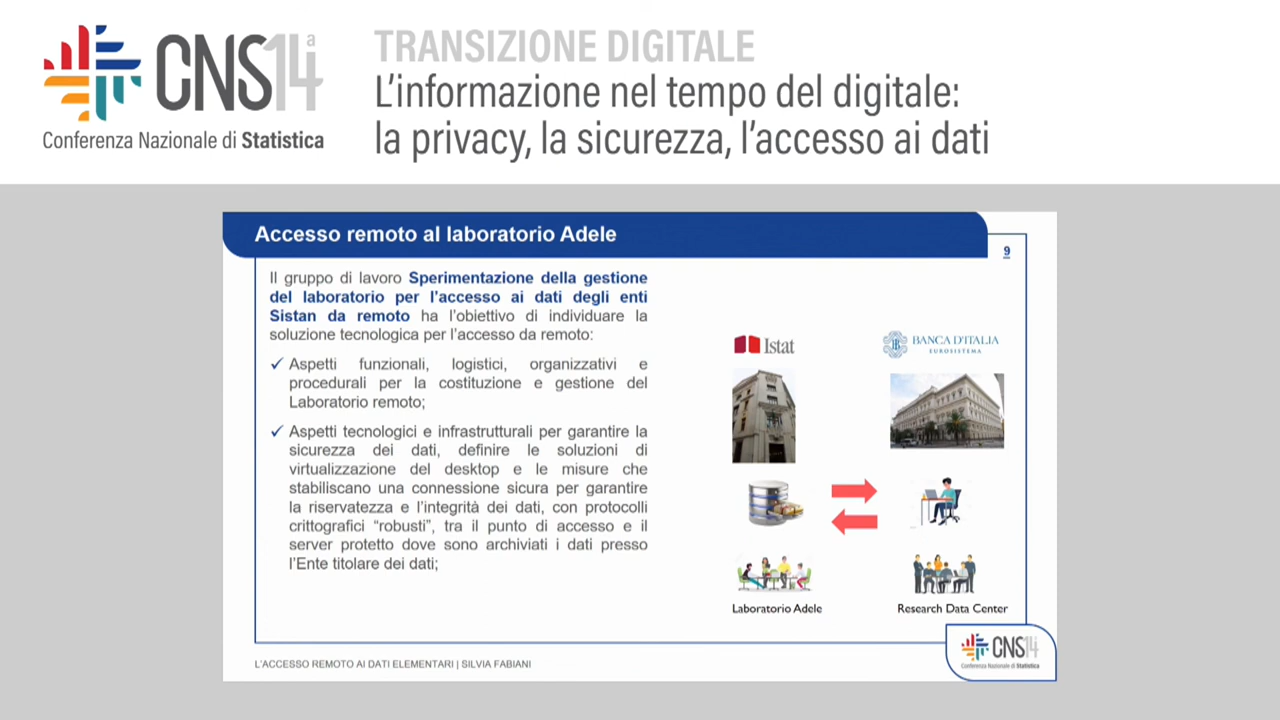 CNS14ª
Conferenza Nazionale di Statistica
TRANSIZIONE DIGITALE
L'informazione nel tempo del digitale:
la privacy, la sicurezza, l'accesso ai dati
Accesso remoto al laboratorio Adele
9
Il gruppo di lavoro Sperimentazione della gestione
del laboratorio per l'accesso ai dati degli enti
Sistan da remoto ha l'obiettivo di individuare la
soluzione tecnologica per l'accesso da remoto:
✓ Aspetti funzionali, logistici, organizzativi e
procedurali per la costituzione e gestione del
Laboratorio remoto;
✓ Aspetti tecnologici e infrastrutturali per garantire la
sicurezza dei dati, definire le soluzioni di
virtualizzazione del desktop e le misure che
stabiliscano una connessione sicura per garantire
la riservatezza e l'integrità dei dati, con protocolli
crittografici "robusti", tra il punto di accesso e il
server protetto dove sono archiviati i dati presso
l'Ente titolare dei dati;
Istat
BANCA D'ITALIA
EUROSISTEMA
Laboratorio Adele
Research Data Center
L'ACCESSO REMOTO AI DATI ELEMENTARI | SILVIA FABIANI
CNS14ª
Conferenza Nazionale di Statistica